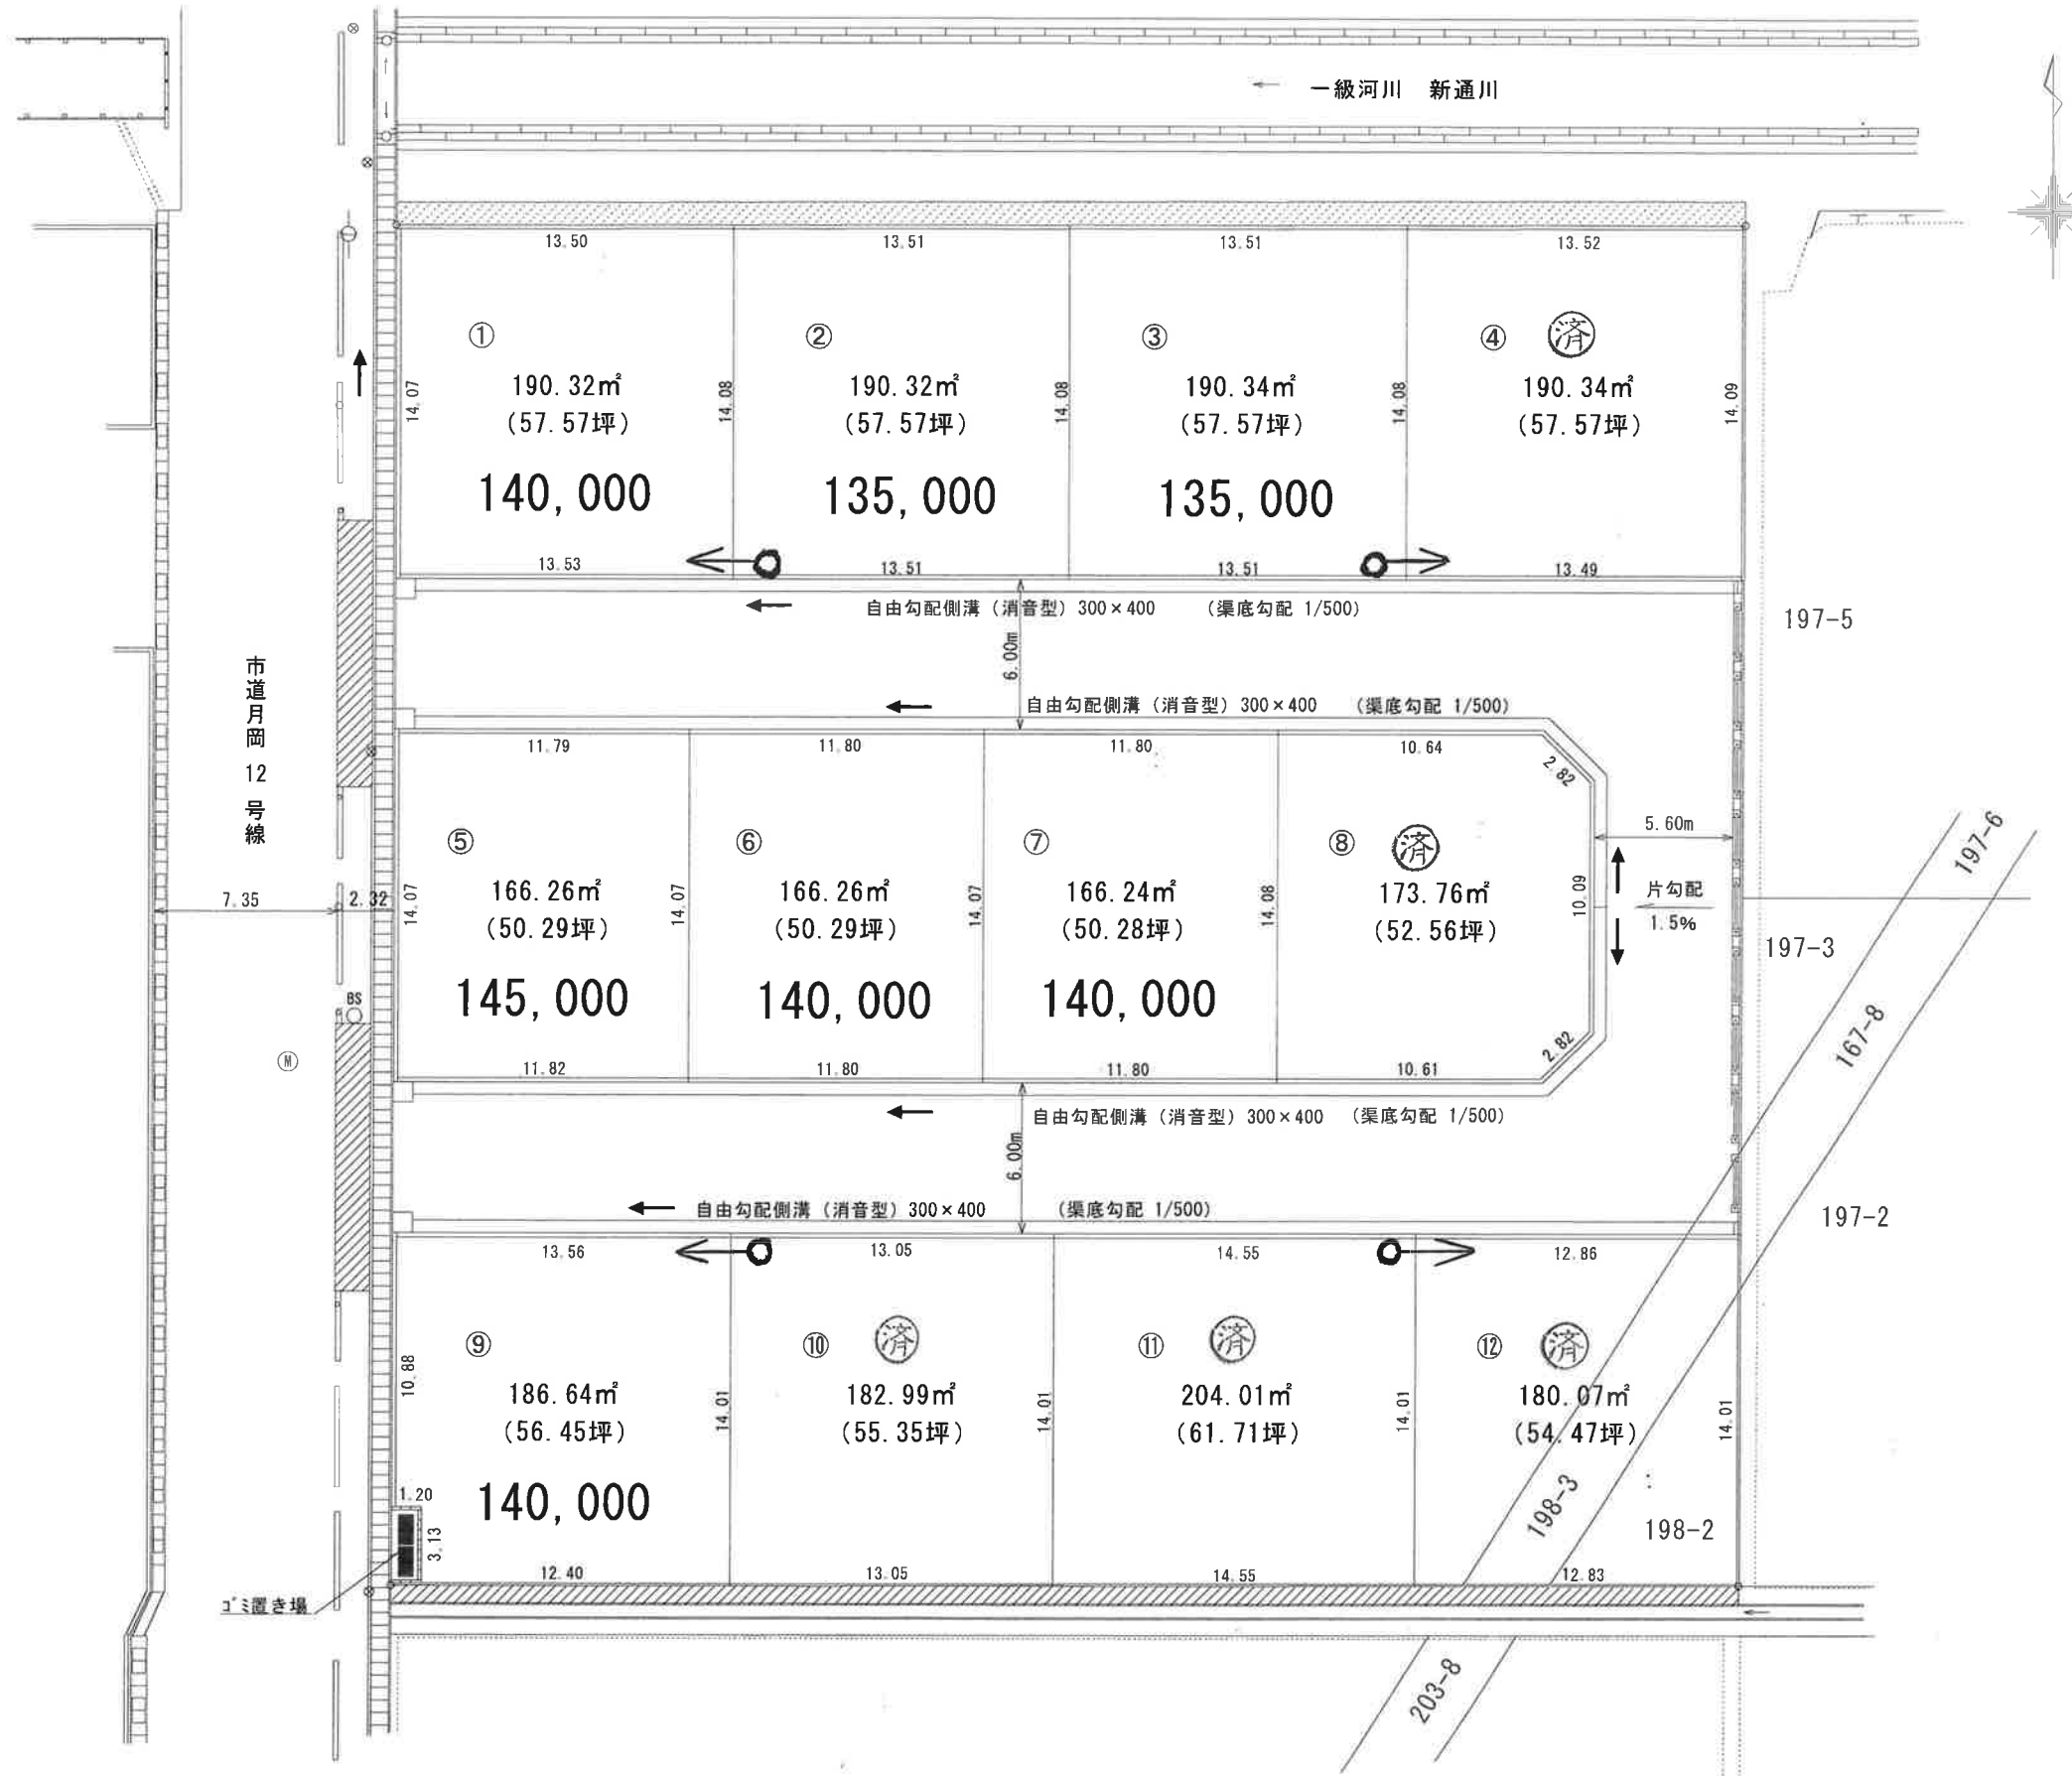 ← 一級河川 新通川
13.50
13.51
13.51
13.52
①
②
③
④ 済
190.32㎡
(57.57坪)
140,000
190.32㎡
(57.57坪)
135,000
190.34㎡
(57.57坪)
135,000
190.34㎡
(57.57坪)
14.07
14.08
14.08
14.08
14.09
13.53
13.51
13.51
13.49
← 自由勾配側溝(消音型)300×400 (渠底勾配 1/500)
6.00m
← 自由勾配側溝(消音型)300×400 (渠底勾配 1/500)
197-5
市道月岡12号線
11.79
11.80
11.80
10.64
2.82
⑤
⑥
⑦
⑧ 済
166.26㎡
(50.29坪)
145,000
166.26㎡
(50.29坪)
140,000
166.24㎡
(50.28坪)
140,000
173.76㎡
(52.56坪)
7.35
2.32
14.07
14.07
14.07
14.08
10.09
5.60m
片勾配
1.5%
197-6
197-3
167-8
BS
Ⓜ
11.82
11.80
11.80
10.61
2.82
← 自由勾配側溝(消音型)300×400 (渠底勾配 1/500)
6.00m
← 自由勾配側溝(消音型)300×400 (渠底勾配 1/500)
197-2
13.56
13.05
14.55
12.86
⑨
⑩ 済
⑪ 済
⑫ 済
186.64㎡
(56.45坪)
140,000
182.99㎡
(55.35坪)
204.01㎡
(61.71坪)
180.07㎡
(54.47坪)
10.88
14.01
14.01
14.01
14.01
1.20
3.13
198-3
198-2
12.40
13.05
14.55
12.83
ゴミ置き場
203-8